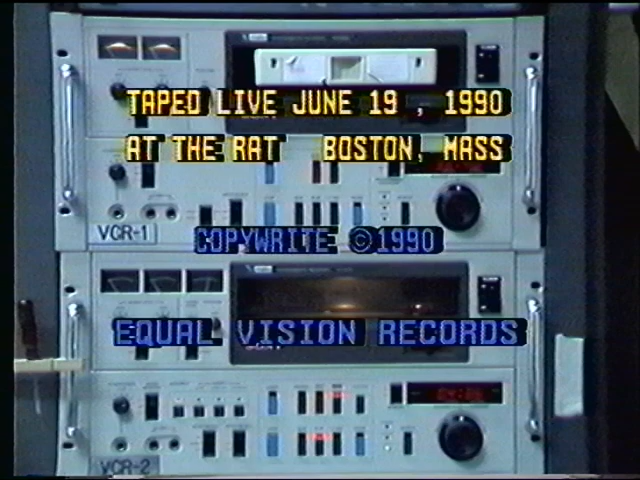 TAPED LIVE JUNE 19 , 1990
AT THE RAT BOSTON, MASS
VCR-1
COPYWRITE ©1990
EQUAL VISION RECORDS
VCR-2